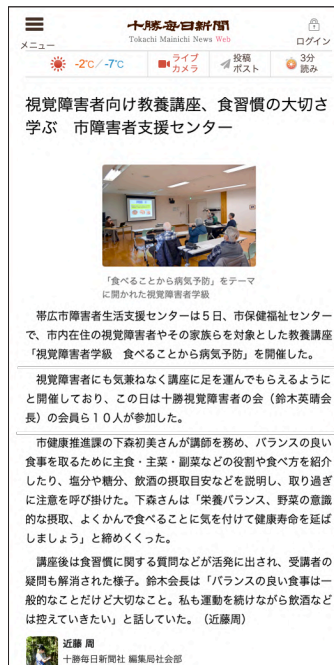 十勝毎日新聞
Tokachi Mainichi News Web
メニュー
ログイン
-2℃/-7℃
ライブ
カメラ
投稿
ポスト
3分
読み
視覚障害者向け教養講座、食習慣の大切さ
学ぶ　市障害者支援センター
「食べることから病気予防」をテーマ
に開かれた視覚障害者学級
帯広市障害者生活支援センターは５日、市保健福祉センター
で、市内在住の視覚障害者やその家族らを対象とした教養講座
「視覚障害者学級　食べることから病気予防」を開催した。
視覚障害者にも気兼ねなく講座に足を運んでもらえるように
と開催しており、この日は十勝視覚障害者の会（鈴木英晴会
長）の会員ら１０人が参加した。
市健康推進課の下森初美さんが講師を務め、バランスの良い
食事を取るために主食・主菜・副菜などの役割や食べ方を紹介
したり、塩分や糖分、飲酒の摂取目安などを説明し、取り過ぎ
に注意を呼び掛けた。下森さんは「栄養バランス、野菜の意識
的な摂取、よくかんで食べることに気を付けて健康寿命を延ば
しましょう」と締めくくった。
講座後は食習慣に関する質問などが活発に出され、受講者の
疑問も解消された様子。鈴木会長は「バランスの良い食事は一
般的なことだけど大切なこと。私も運動を続けながら飲酒など
は控えていきたい」と話していた。（近藤周）
近藤 周
十勝毎日新聞社 編集局社会部